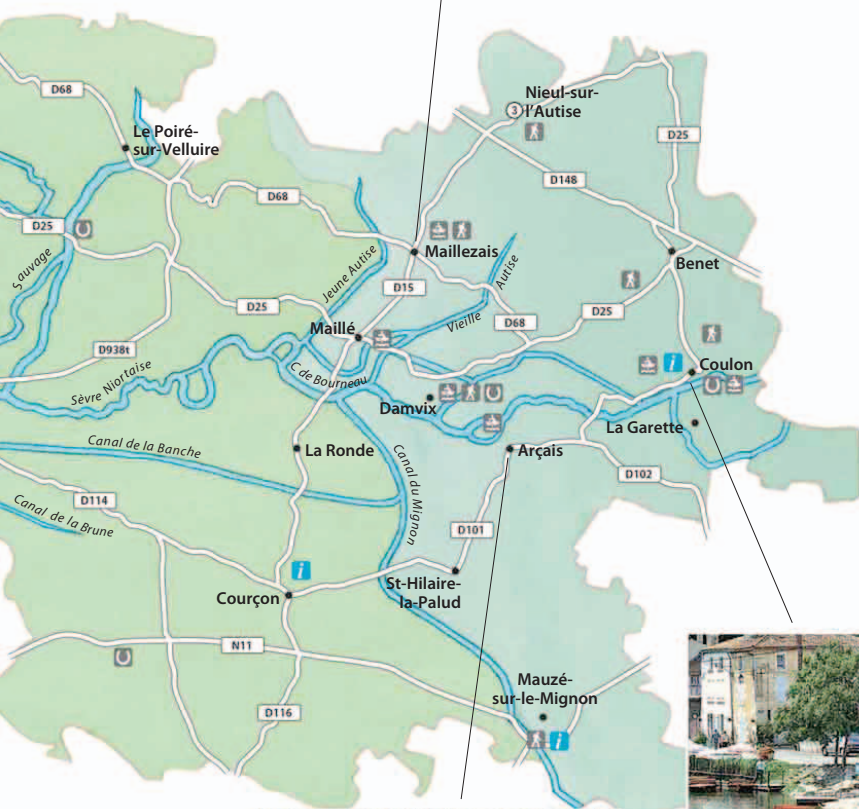 D68
Nieul-sur-
l'Autise
3
Le Poiré-
sur-Velluire
D25
D148
D68
D25
Sauvage
Jeune Autise
Maillezais
Autise
Benet
D15
D25
Vieille
D68
D25
Maillé
D938t
Coulon
Sèvre Niortaise
C de Bourneau
Damvix
La Garette
Canal de la Banche
La Ronde
Canal du Mignon
Arçais
D102
D114
Canal de la Brune
D101
i
i
St-Hilaire-
la-Palud
Courçon
N11
Mauzé-
sur-le-Mignon
D116
i